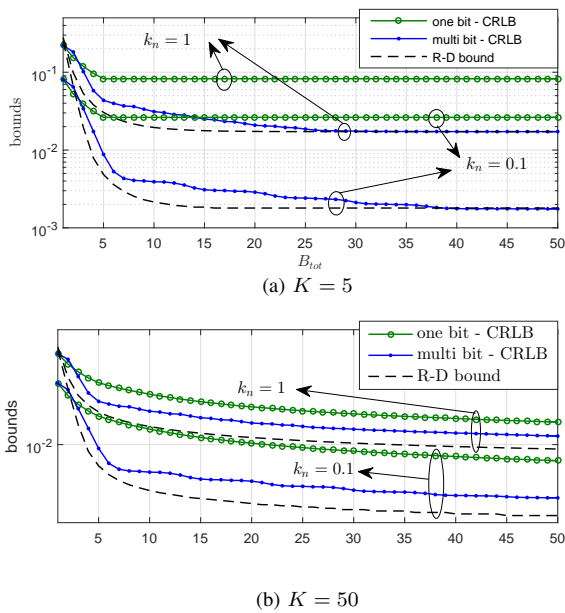 one bit - CRLB
multi bit - CRLB
R-D bound
k_n = 1
10^{-1}
bounds
10^{-2}
k_n = 0.1
10^{-3}
5 10 15 20 25 30 35 40 45 50
B_{tot}
(a) K = 5
one bit - CRLB
multi bit - CRLB
R-D bound
k_n = 1
bounds
10^{-2}
k_n = 0.1
5 10 15 20 25 30 35 40 45 50
(b) K = 50